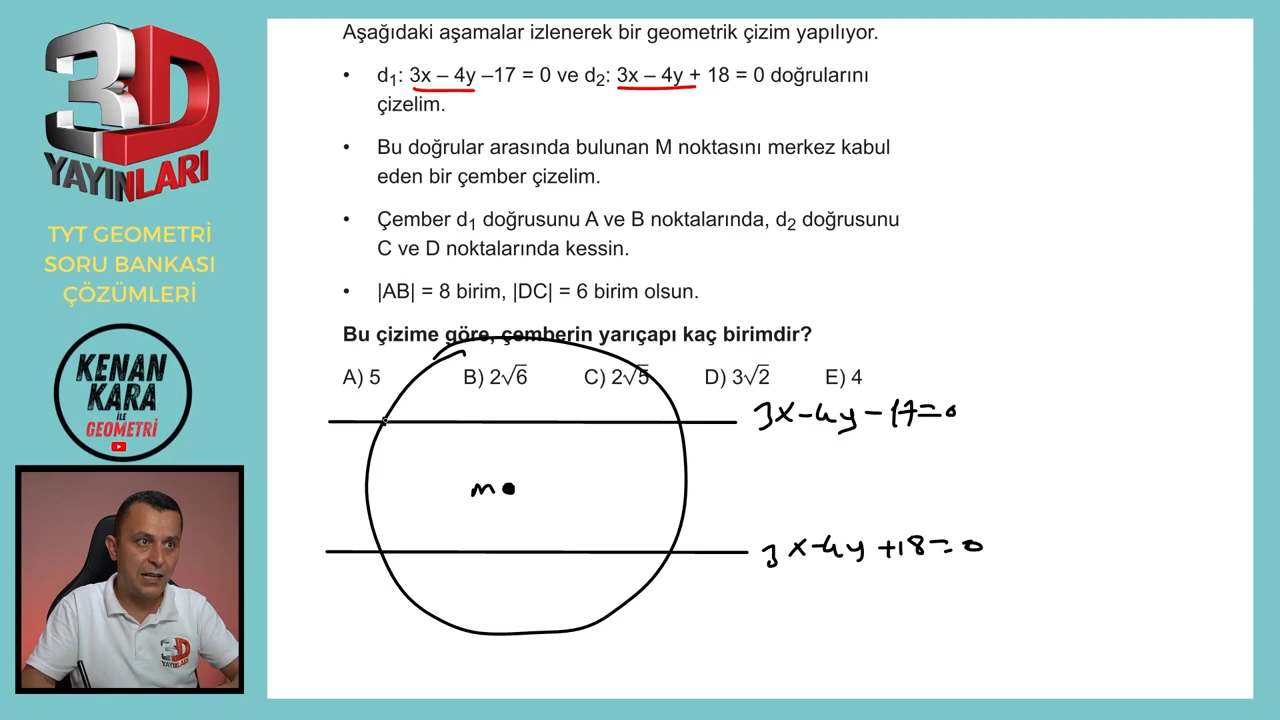 3D
YAYINLARI
TYT GEOMETRİ
SORU BANKASI
ÇÖZÜMLERİ
KENAN
KARA
İLE
GEOMETRİ
3D
YAYINLARI
Aşağıdaki aşamalar izlenerek bir geometrik çizim yapılıyor.
• d₁: 3x – 4y –17 = 0 ve d₂: 3x – 4y + 18 = 0 doğrularını
çizelim.
• Bu doğrular arasında bulunan M noktasını merkez kabul
eden bir çember çizelim.
• Çember d₁ doğrusunu A ve B noktalarında, d₂ doğrusunu
C ve D noktalarında kessin.
• |AB| = 8 birim, |DC| = 6 birim olsun.
Bu çizime göre, çemberin yarıçapı kaç birimdir?
A) 5 B) 2√6 C) 2√5 D) 3√2 E) 4
3x-4y-17=0
m
3x-4y+18=0